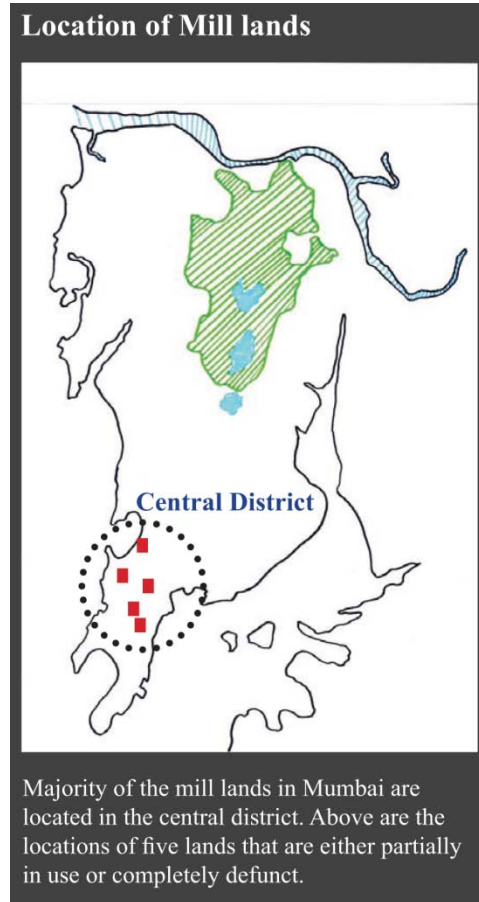 Location of Mill lands
Central District
Majority of the mill lands in Mumbai are
located in the central district. Above are the
locations of five lands that are either partially
in use or completely defunct.